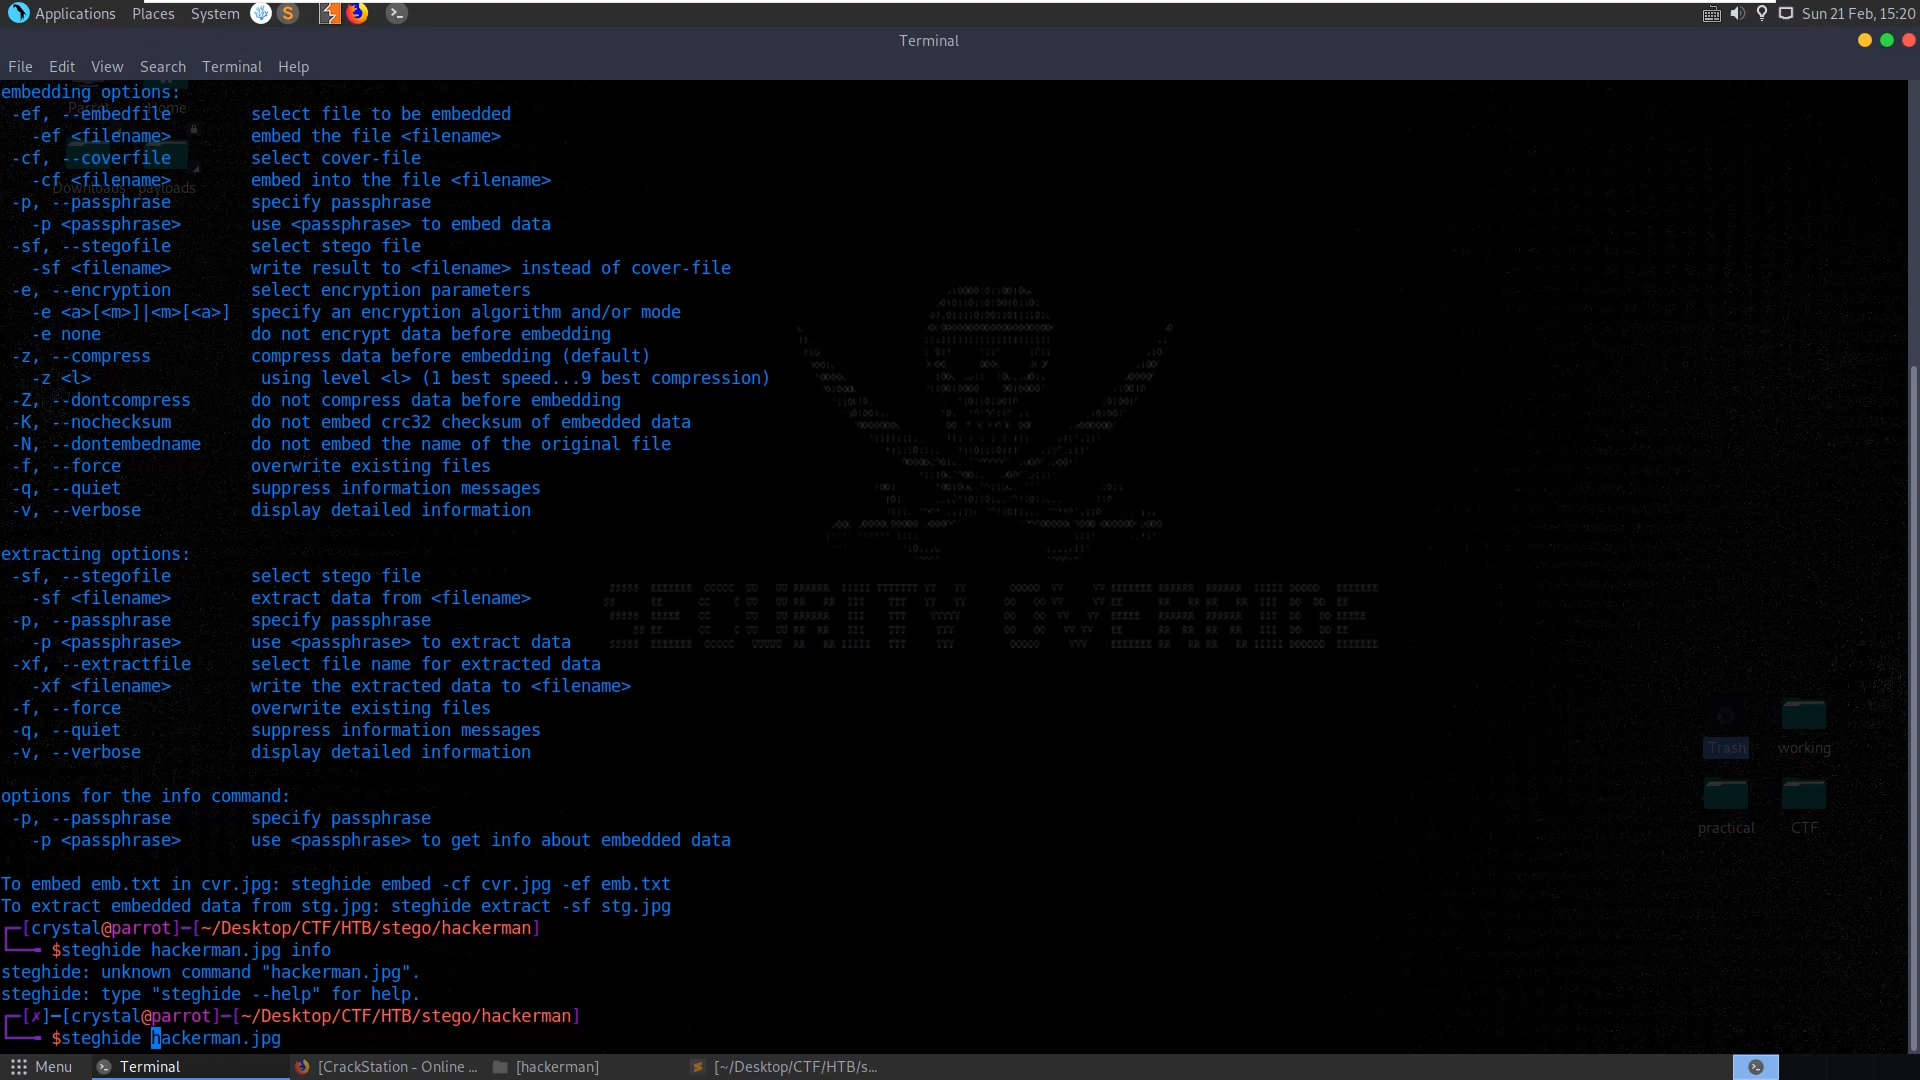 Applications Places System Sun 21 Feb, 15:20
Terminal
File Edit View Search Terminal Help
embedding options:
Parrot Home
-ef, --embedfile select file to be embedded
-ef <filename> embed the file <filename>
-cf, --coverfile select cover-file
-cf <filename> embed into the file <filename>
Downloads payloads
-p, --passphrase specify passphrase
-p <passphrase> use <passphrase> to embed data
-sf, --stegofile select stego file
-sf <filename> write result to <filename> instead of cover-file
-e, --encryption select encryption parameters
-e <a>[<m>]|<m>[<a>] specify an encryption algorithm and/or mode
-e none do not encrypt data before embedding
-z, --compress compress data before embedding (default)
-z <l> using level <l> (1 best speed...9 best compression)
-Z, --dontcompress do not compress data before embedding
-K, --nochecksum do not embed crc32 checksum of embedded data
-N, --dontembedname do not embed the name of the original file
-f, --force overwrite existing files
-q, --quiet suppress information messages
-v, --verbose display detailed information
extracting options:
-sf, --stegofile select stego file
-sf <filename> extract data from <filename>
-p, --passphrase specify passphrase
-p <passphrase> use <passphrase> to extract data
-xf, --extractfile select file name for extracted data
-xf <filename> write the extracted data to <filename>
-f, --force overwrite existing files
-q, --quiet suppress information messages
-v, --verbose display detailed information
SECURITY OVERRIDE
Trash working
practical CTF
options for the info command:
-p, --passphrase specify passphrase
-p <passphrase> use <passphrase> to get info about embedded data
To embed emb.txt in cvr.jpg: steghide embed -cf cvr.jpg -ef emb.txt
To extract embedded data from stg.jpg: steghide extract -sf stg.jpg
┌─[crystal@parrot]─[~/Desktop/CTF/HTB/stego/hackerman]
└──╼ $steghide hackerman.jpg info
steghide: unknown command "hackerman.jpg".
steghide: type "steghide --help" for help.
┌─[✗]─[crystal@parrot]─[~/Desktop/CTF/HTB/stego/hackerman]
└──╼ $steghide hackerman.jpg
Menu Terminal [CrackStation - Online ... [hackerman] [~/Desktop/CTF/HTB/s...